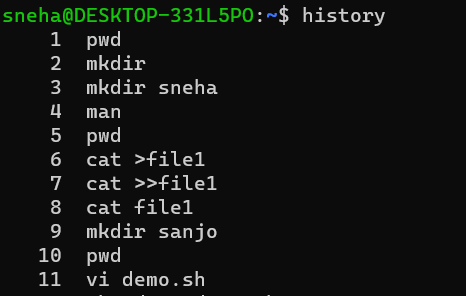 sneha@DESKTOP-331L5PO:~$ history
1 pwd
2 mkdir
3 mkdir sneha
4 man
5 pwd
6 cat >file1
7 cat >>file1
8 cat file1
9 mkdir sanjo
10 pwd
11 vi demo.sh